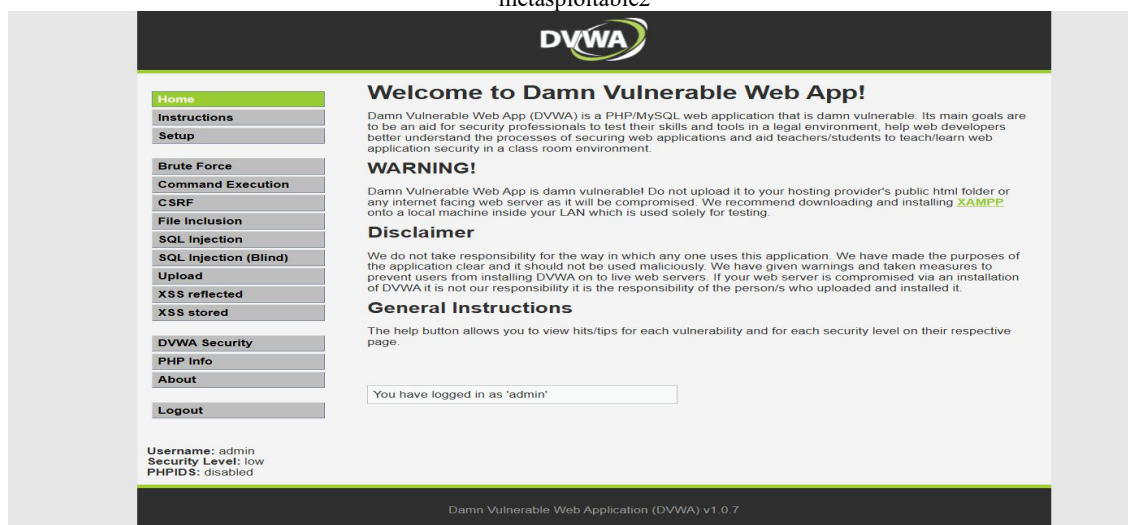 metasploitable2
DVWA
Home
Instructions
Setup
Brute Force
Command Execution
CSRF
File Inclusion
SQL Injection
SQL Injection (Blind)
Upload
XSS reflected
XSS stored
DVWA Security
PHP Info
About
Logout
Username: admin
Security Level: low
PHPIDS: disabled
Welcome to Damn Vulnerable Web App!
Damn Vulnerable Web App (DVWA) is a PHP/MySQL web application that is damn vulnerable. Its main goals are
to be an aid for security professionals to test their skills and tools in a legal environment, help web developers
better understand the processes of securing web applications and aid teachers/students to teach/learn web
application security in a class room environment.
WARNING!
Damn Vulnerable Web App is damn vulnerable! Do not upload it to your hosting provider's public html folder or
any internet facing web server as it will be compromised. We recommend downloading and installing XAMPP
onto a local machine inside your LAN which is used solely for testing.
Disclaimer
We do not take responsibility for the way in which any one uses this application. We have made the purposes of
the application clear and it should not be used maliciously. We have given warnings and taken measures to
prevent users from installing DVWA on to live web servers. If your web server is compromised via an installation
of DVWA it is not our responsibility it is the responsibility of the person/s who uploaded and installed it.
General Instructions
The help button allows you to view hits/tips for each vulnerability and for each security level on their respective
page.
You have logged in as 'admin'
Damn Vulnerable Web Application (DVWA) v1.0.7